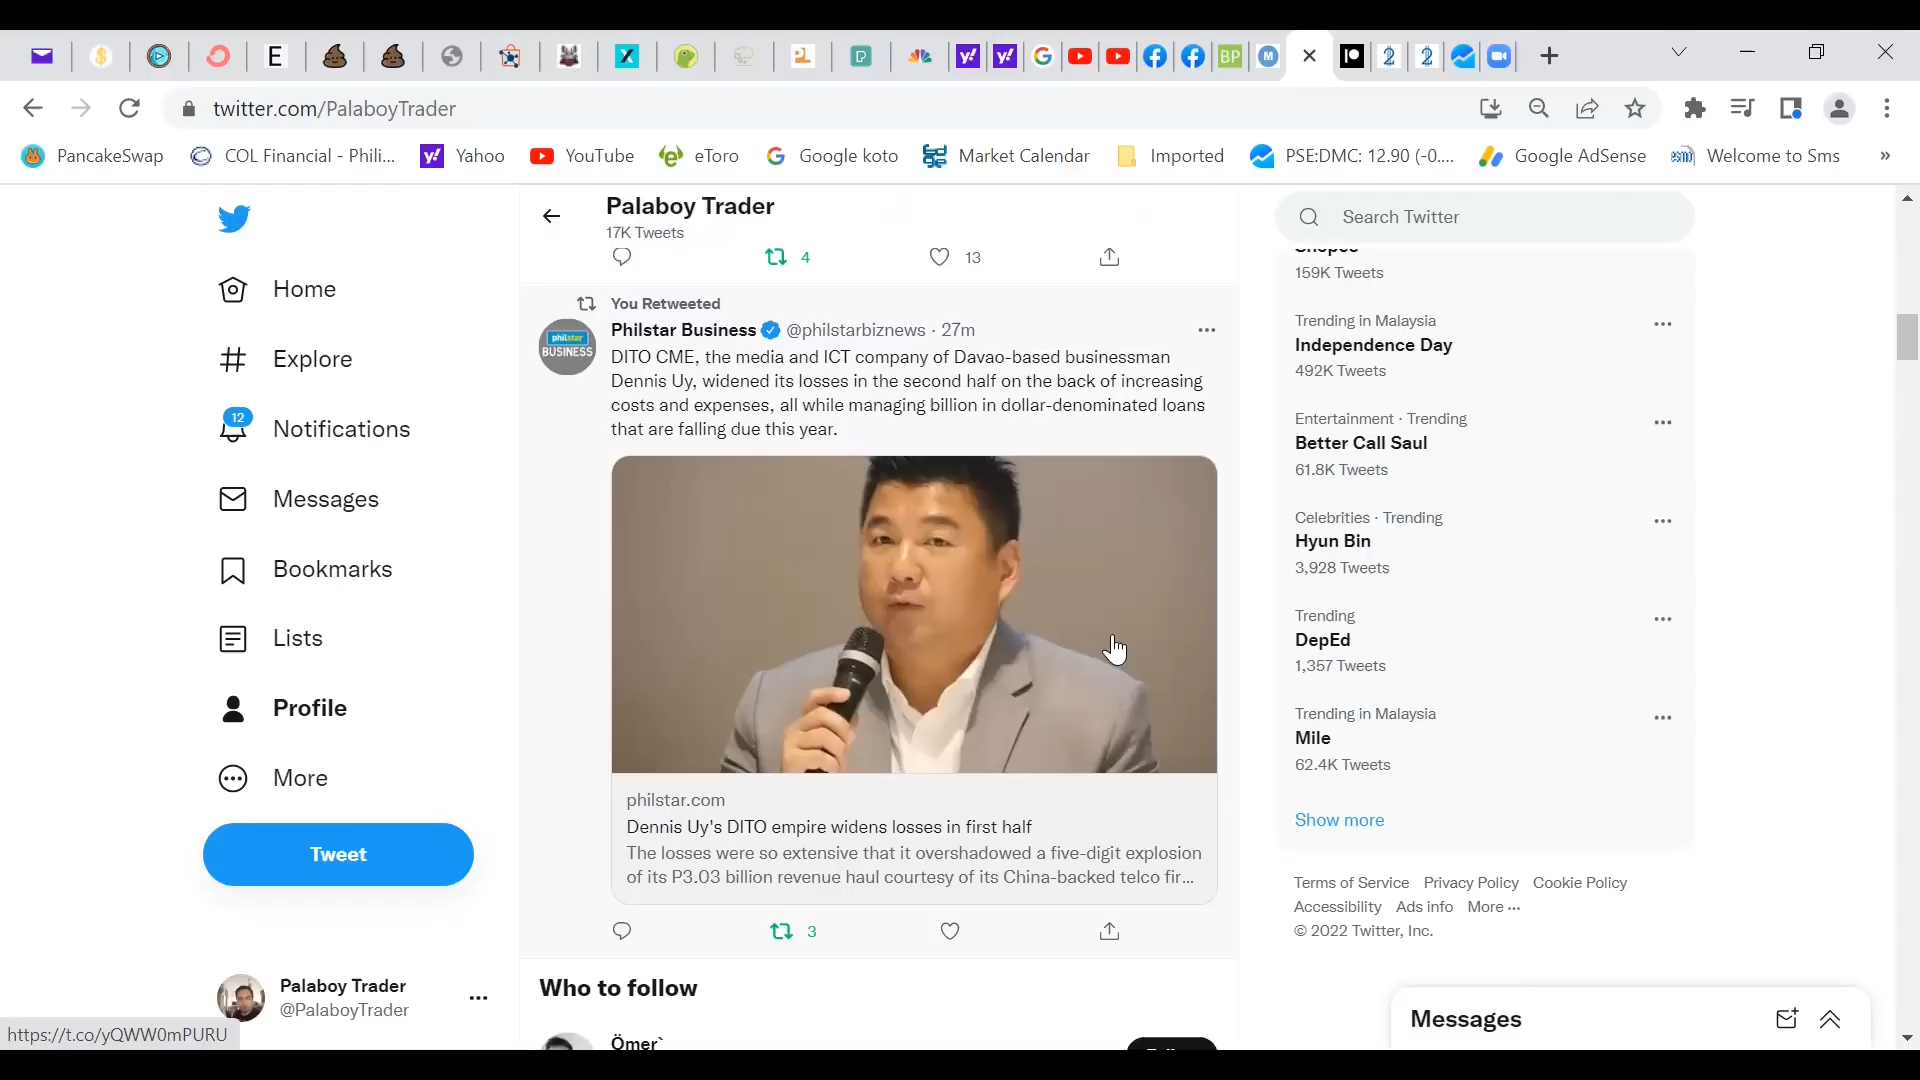 twitter.com/PalaboyTrader
PancakeSwap
COL Financial - Phili...
Yahoo
YouTube
eToro
Google koto
Market Calendar
Imported
PSE:DMC: 12.90 (-0....
Google AdSense
Welcome to Sms
»
Home
Explore
12
Notifications
Messages
Bookmarks
Lists
Profile
More
Tweet
Palaboy Trader
@PalaboyTrader
https://t.co/yQWW0mPURU
Palaboy Trader
17K Tweets
4
13
You Retweeted
philstar
BUSINESS
Philstar Business @philstarbiznews · 27m
DITO CME, the media and ICT company of Davao-based businessman
Dennis Uy, widened its losses in the second half on the back of increasing
costs and expenses, all while managing billion in dollar-denominated loans
that are falling due this year.
philstar.com
Dennis Uy's DITO empire widens losses in first half
The losses were so extensive that it overshadowed a five-digit explosion
of its P3.03 billion revenue haul courtesy of its China-backed telco fir...
3
Who to follow
Ömer`
Search Twitter
Shopee
159K Tweets
Trending in Malaysia
Independence Day
492K Tweets
Entertainment · Trending
Better Call Saul
61.8K Tweets
Celebrities · Trending
Hyun Bin
3,928 Tweets
Trending
DepEd
1,357 Tweets
Trending in Malaysia
Mile
62.4K Tweets
Show more
Terms of Service Privacy Policy Cookie Policy
Accessibility Ads info More ···
© 2022 Twitter, Inc.
Messages